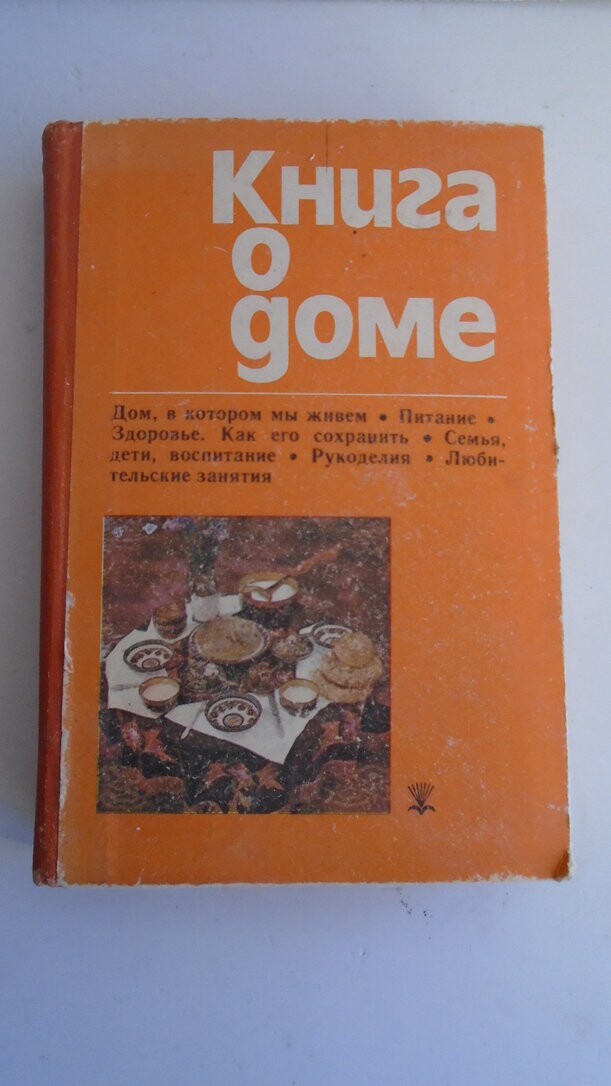 Книга
о
доме
Дом, в котором мы живем • Питание •
Здоровье. Как его сохранить • Семья,
дети, воспитание • Рукоделия • Люби-
тельские занятия